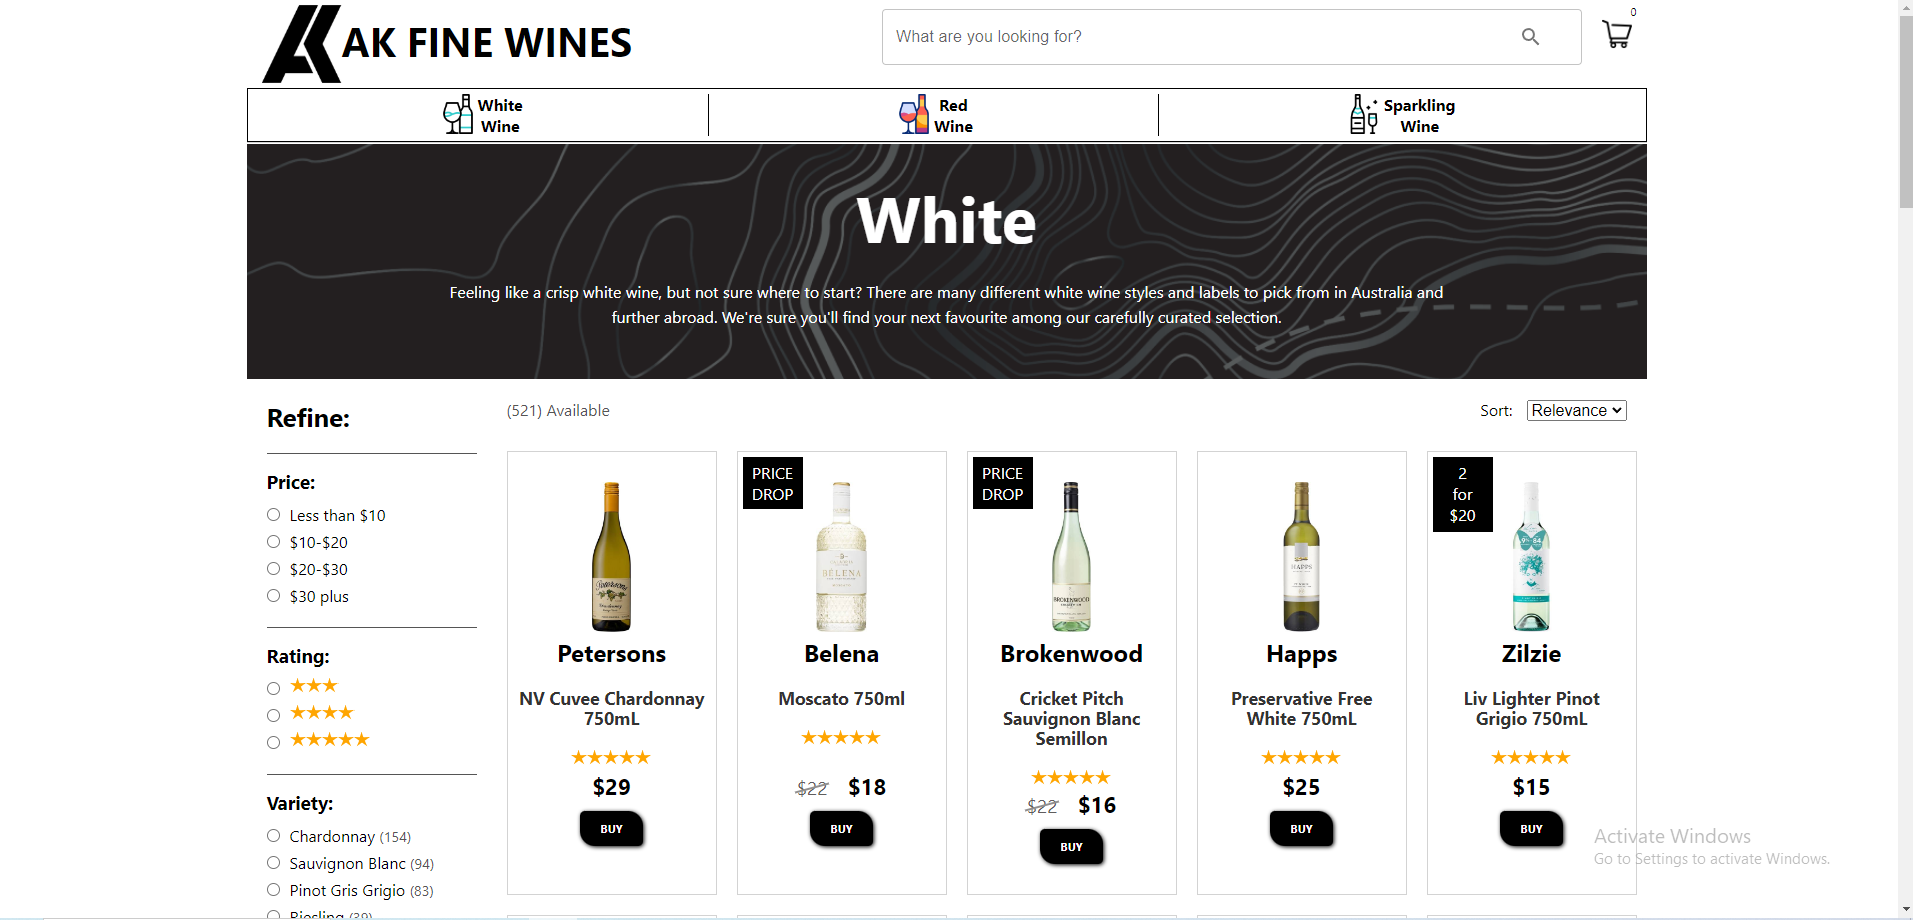 AK FINE WINES
What are you looking for?
0
White
Wine
Red
Wine
Sparkling
Wine
White
Feeling like a crisp white wine, but not sure where to start? There are many different white wine styles and labels to pick from in Australia and
further abroad. We're sure you'll find your next favourite among our carefully curated selection.
Refine:
Price:
Less than $10
$10-$20
$20-$30
$30 plus
Rating:
★★★
★★★★
★★★★★
Variety:
Chardonnay (154)
Sauvignon Blanc (94)
Pinot Gris Grigio (83)
Riesling (39)
(521) Available
Sort: Relevance
Petersons
NV Cuvee Chardonnay
750mL
★★★★★
$29
BUY
PRICE
DROP
BELENA
Belena
Moscato 750ml
★★★★★
$22 $18
BUY
PRICE
DROP
BROKENWOOD
Brokenwood
Cricket Pitch
Sauvignon Blanc
Semillon
★★★★★
$22 $16
BUY
HAPPS
Happs
Preservative Free
White 750mL
★★★★★
$25
BUY
2
for
$20
Zilzie
Liv Lighter Pinot
Grigio 750mL
★★★★★
$15
BUY
Activate Windows
Go to Settings to activate Windows.